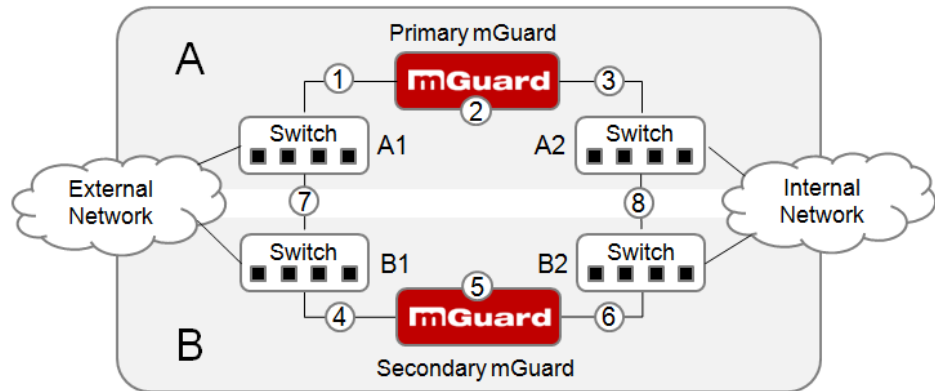 Primary mGuard
A
1
mGuard
3
2
Switch
A1
A2
Switch
External
Network
7
8
Internal
Network
Switch
B1
B2
Switch
5
4
mGuard
6
B
Secondary mGuard